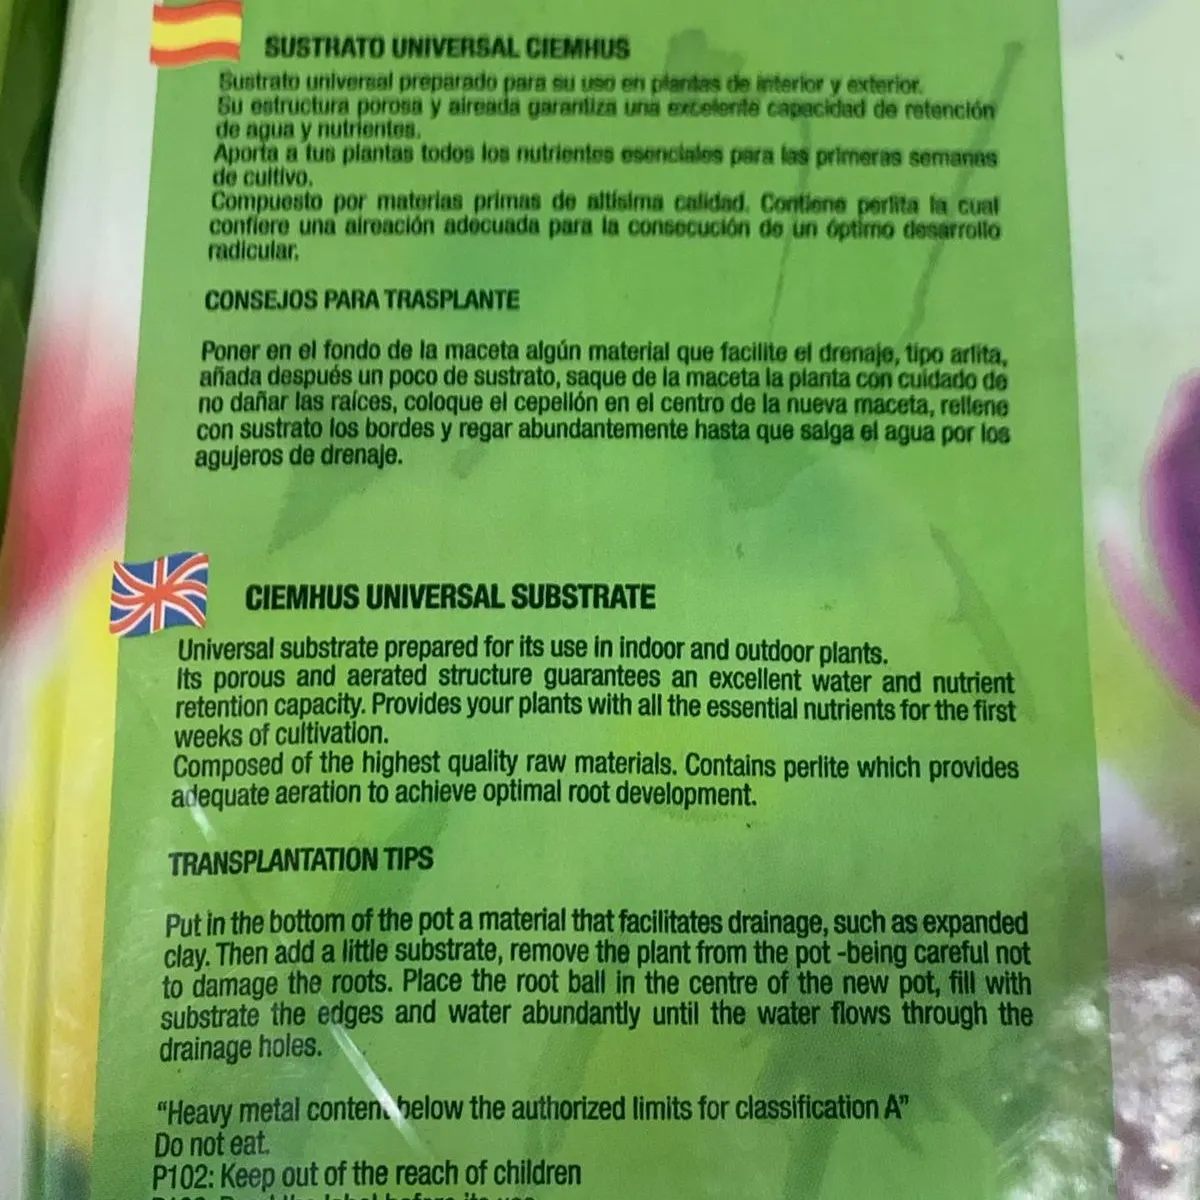 SUSTRATO UNIVERSAL CIEMHUS
Sustrato universal preparado para su uso en plantas de interior y exterior.
Su estructura porosa y aireada garantiza una excelente capacidad de retención
de agua y nutrientes.
Aporta a tus plantas todos los nutrientes esenciales para las primeras semanas
de cultivo.
Compuesto por materias primas de altísima calidad. Contiene perlita la cual
confiere una aireación adecuada para la consecución de un óptimo desarrollo
radicular.
CONSEJOS PARA TRASPLANTE
Poner en el fondo de la maceta algún material que facilite el drenaje, tipo arlita,
añada después un poco de sustrato, saque de la maceta la planta con cuidado de
no dañar las raíces, coloque el cepellón en el centro de la nueva maceta, rellene
con sustrato los bordes y regar abundantemente hasta que salga el agua por los
agujeros de drenaje.
CIEMHUS UNIVERSAL SUBSTRATE
Universal substrate prepared for its use in indoor and outdoor plants.
Its porous and aerated structure guarantees an excellent water and nutrient
retention capacity. Provides your plants with all the essential nutrients for the first
weeks of cultivation.
Composed of the highest quality raw materials. Contains perlite which provides
adequate aeration to achieve optimal root development.
TRANSPLANTATION TIPS
Put in the bottom of the pot a material that facilitates drainage, such as expanded
clay. Then add a little substrate, remove the plant from the pot -being careful not
to damage the roots. Place the root ball in the centre of the new pot, fill with
substrate the edges and water abundantly until the water flows through the
drainage holes.
“Heavy metal content below the authorized limits for classification A”
Do not eat.
P102: Keep out of the reach of children